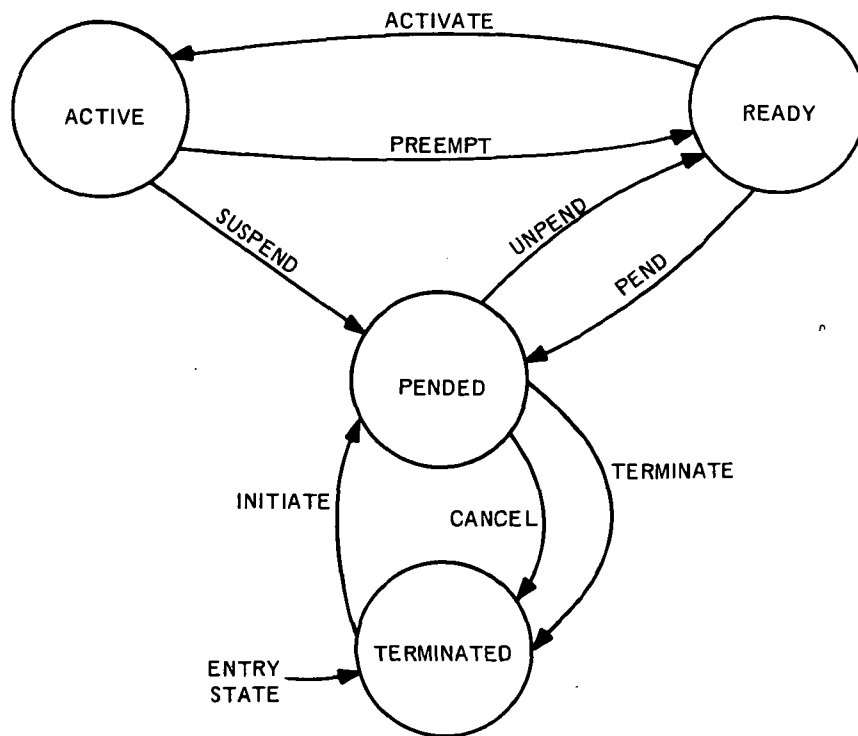 ACTIVATE
ACTIVE
READY
PREEMPT
SUSPEND
UNPEND
PEND
PENDED
TERMINATE
INITIATE
CANCEL
TERMINATED
ENTRY
STATE